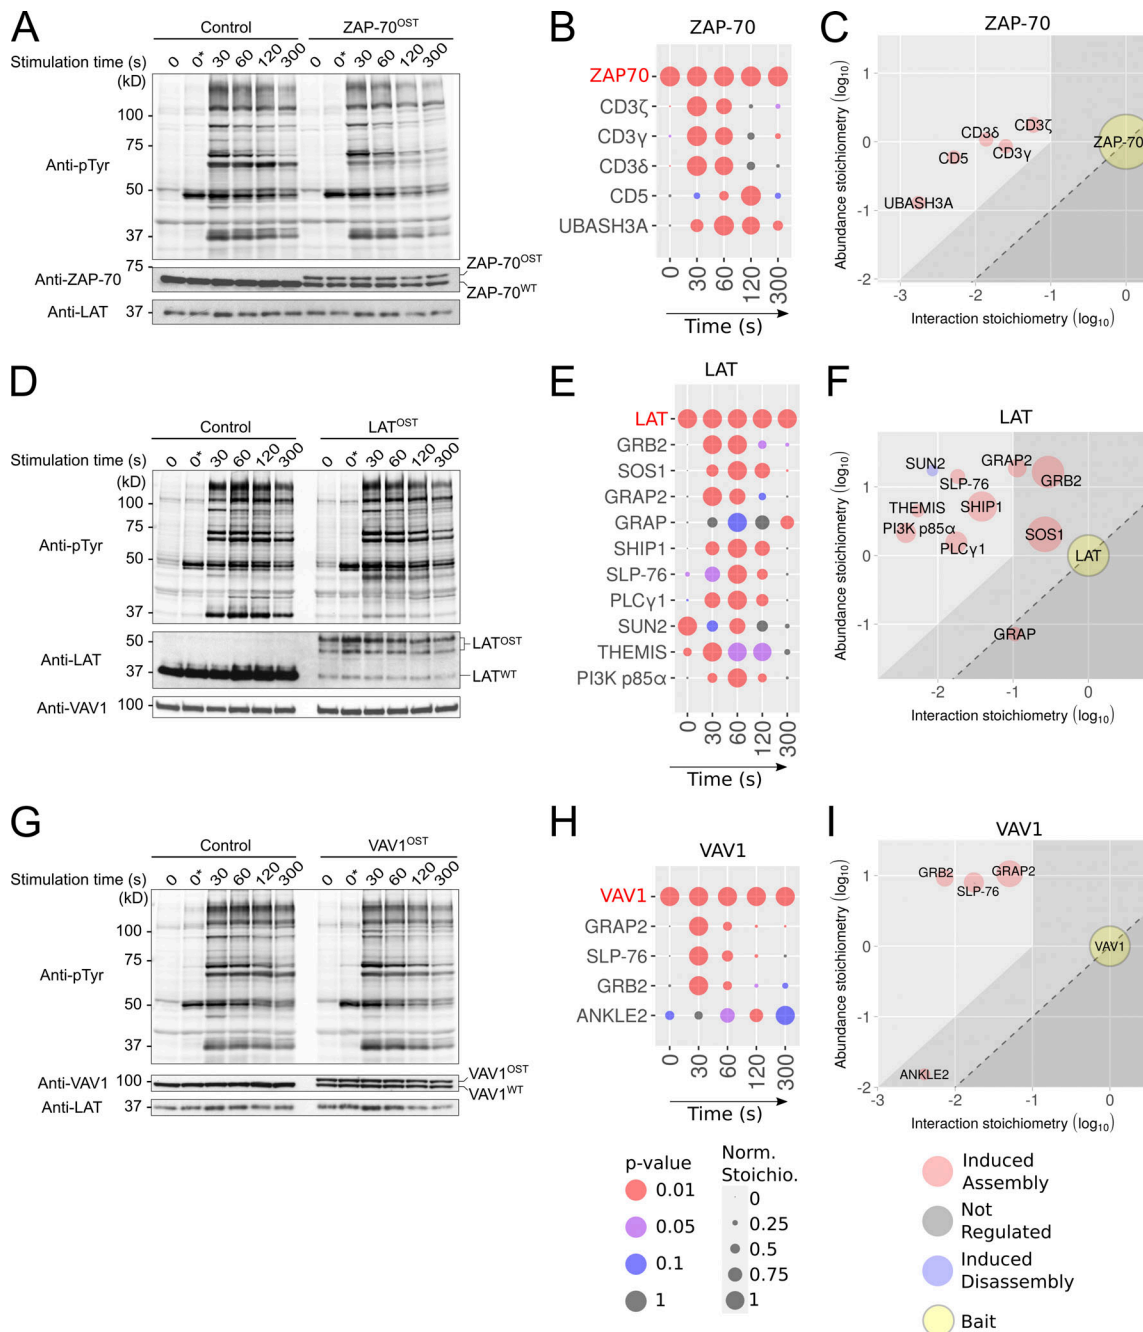 A
Control
ZAP-70OST
Stimulation time (s)
0 0* 30 60 120 300 0 0* 30 60 120 300
(kD)
100
75
Anti-pTyr
50
37
75
Anti-ZAP-70
ZAP-70OST
ZAP-70WT
Anti-LAT
37
B
ZAP-70
ZAP70
CD3ζ
CD3γ
CD3δ
CD5
UBASH3A
0 30 60 120 300
Time (s)
C
ZAP-70
Abundance stoichiometry (log10)
1
0
-1
-2
CD3ζ
CD3δ
CD3γ
CD5
ZAP-70
UBASH3A
-3 -2 -1 0
Interaction stoichiometry (log10)
D
Control
LATOST
Stimulation time (s)
0 0* 30 60 120 300 0 0* 30 60 120 300
(kD)
100
75
Anti-pTyr
50
37
50
Anti-LAT
37
LATOST
LATWT
Anti-VAV1
100
E
LAT
LAT
GRB2
SOS1
GRAP2
GRAP
SHIP1
SLP-76
PLCγ1
SUN2
THEMIS
PI3K p85α
0 30 60 120 300
Time (s)
F
LAT
Abundance stoichiometry (log10)
1
0
-1
SUN2
GRAP2
SLP-76
GRB2
THEMIS
SHIP1
PI3K p85α
SOS1
PLCγ1
LAT
GRAP
-2 -1 0
Interaction stoichiometry (log10)
G
Control
VAV1OST
Stimulation time (s)
0 0* 30 60 120 300 0 0* 30 60 120 300
(kD)
100
75
Anti-pTyr
50
37
Anti-VAV1
100
VAV1OST
VAV1WT
Anti-LAT
37
H
VAV1
VAV1
GRAP2
SLP-76
GRB2
ANKLE2
0 30 60 120 300
Time (s)
I
VAV1
Abundance stoichiometry (log10)
1
0
-1
-2
GRB2
GRAP2
SLP-76
VAV1
ANKLE2
-3 -2 -1 0
Interaction stoichiometry (log10)
p-value
0.01
0.05
0.1
1
Norm.
Stoichio.
0
0.25
0.5
0.75
1
Induced
Assembly
Not
Regulated
Induced
Disassembly
Bait